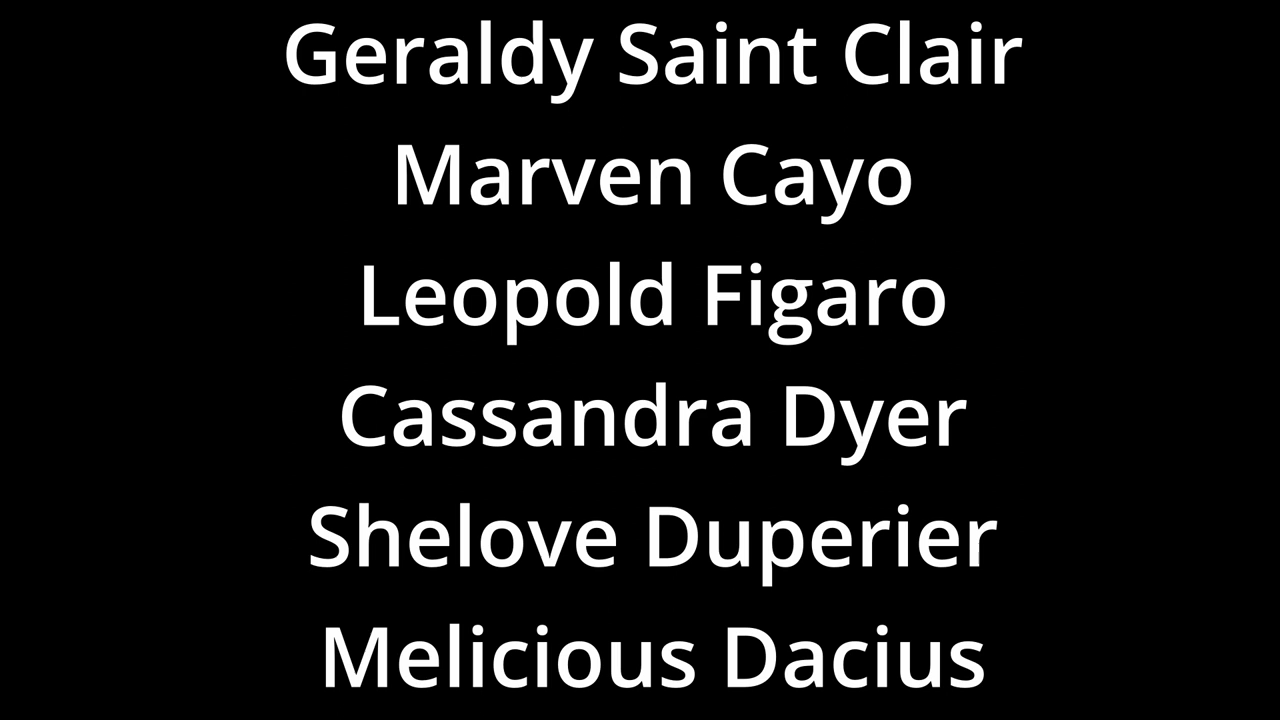 Geraldy Saint Clair
Marven Cayo
Leopold Figaro
Cassandra Dyer
Shelove Duperier
Melicious Dacius